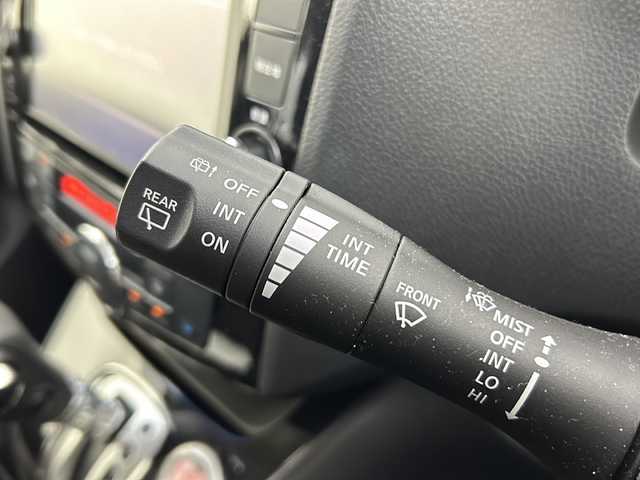 REAR
OFF
INT
ON
INT
TIME
FRONT
MIST
OFF
INT
LO
HI